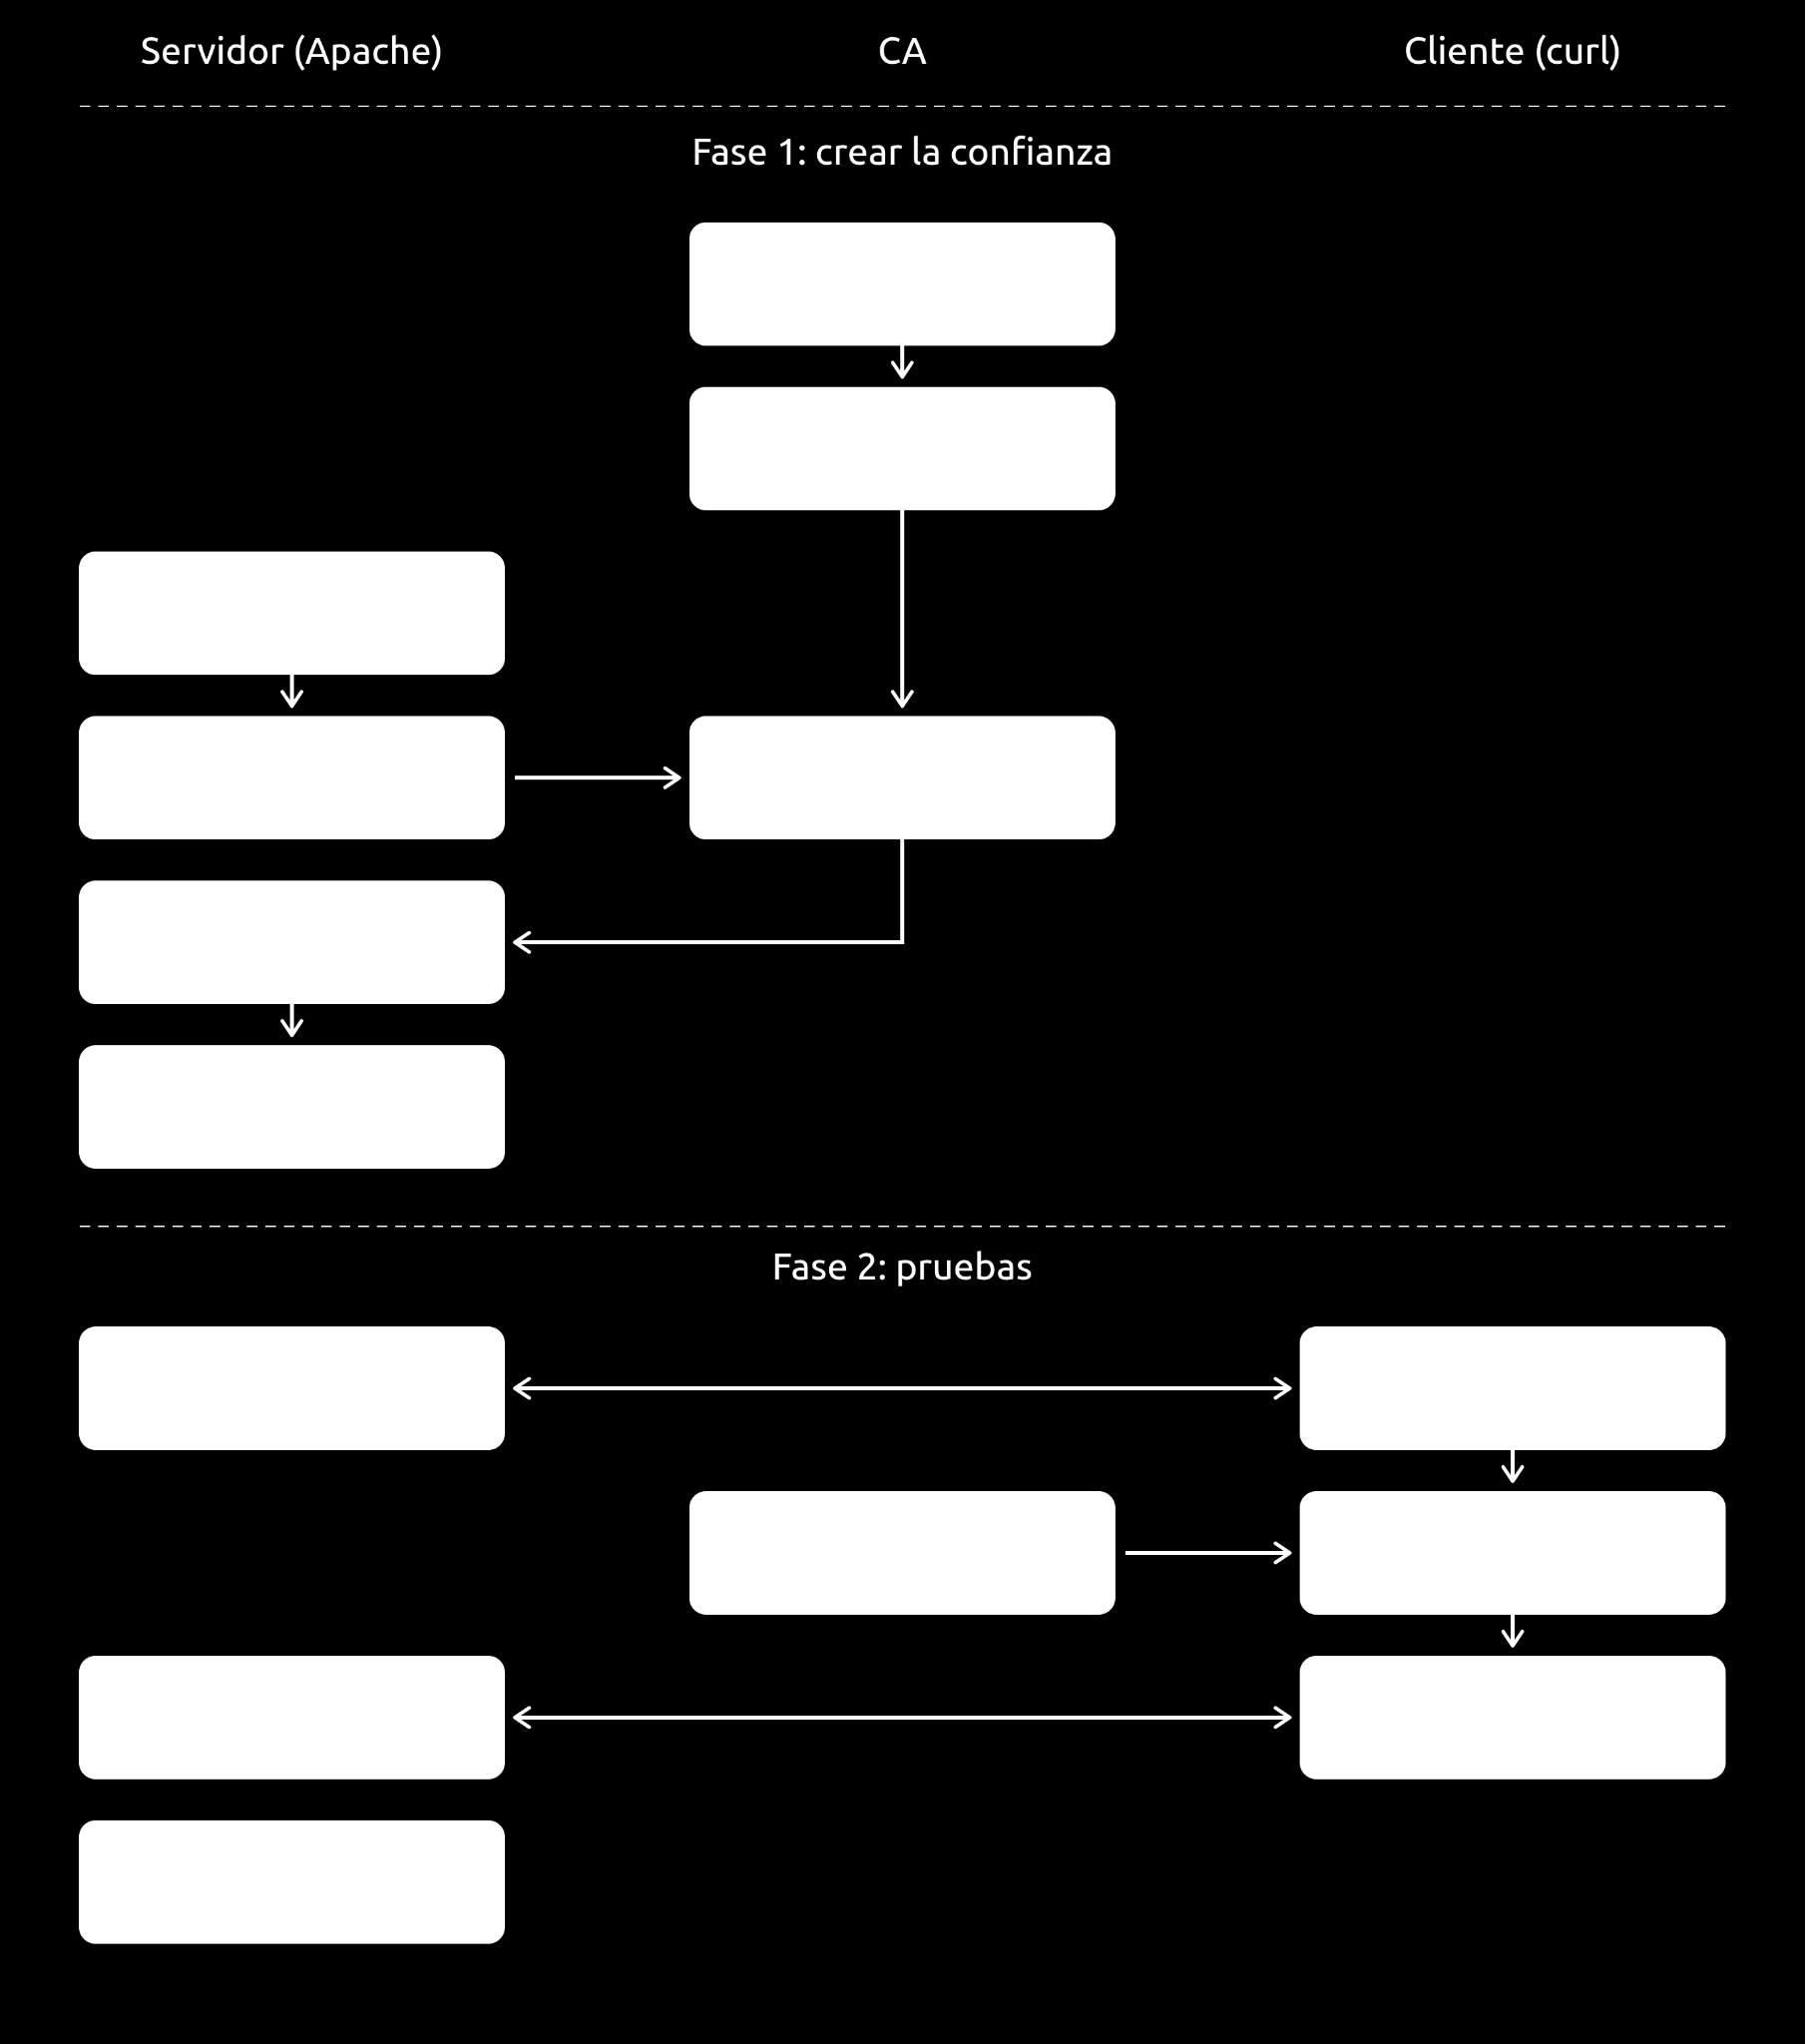 Servidor (Apache)
CA
Cliente (curl)
Fase 1: crear la confianza
Fase 2: pruebas